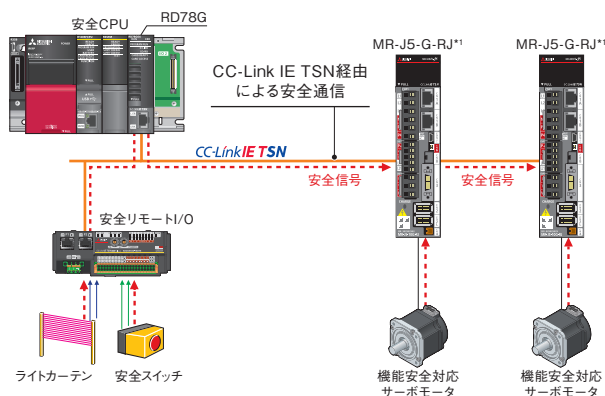 安全CPU
RD78G
MR-J5-G-RJ*1
MR-J5-G-RJ*1
CC-Link IE TSN経由
による安全通信
CC-Link IE TSN
安全信号
安全信号
安全リモートI/O
ライトカーテン
安全スイッチ
機能安全対応
サーボモータ
機能安全対応
サーボモータ